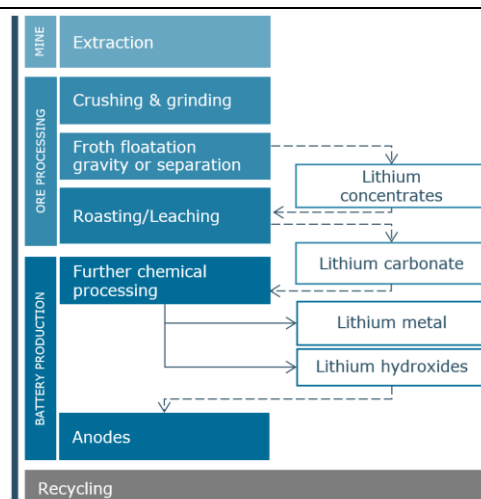 MINE
Extraction
ORE PROCESSING
Crushing & grinding
Froth floatation
gravity or separation
Lithium
concentrates
Roasting/Leaching
Lithium carbonate
BATTERY PRODUCTION
Further chemical
processing
Lithium metal
Lithium hydroxides
Anodes
Recycling